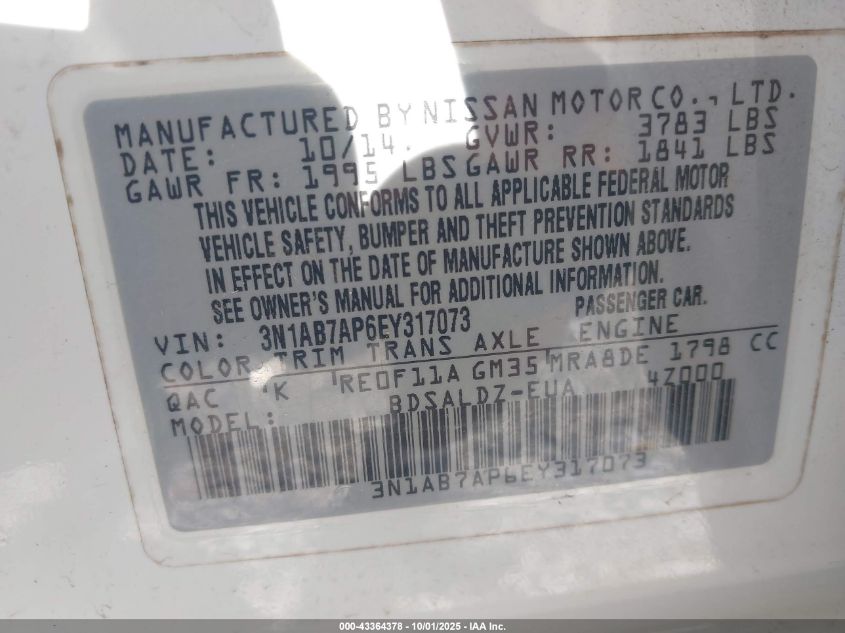 MANUFACTURED BY NISSAN MOTOR CO., LTD.
DATE: 10/14. GVWR: 3783 LBS
GAWR FR: 1995 LBS GAWR RR: 1841 LBS
THIS VEHICLE CONFORMS TO ALL APPLICABLE FEDERAL MOTOR
VEHICLE SAFETY, BUMPER AND THEFT PREVENTION STANDARDS
IN EFFECT ON THE DATE OF MANUFACTURE SHOWN ABOVE.
SEE OWNER'S MANUAL FOR ADDITIONAL INFORMATION.
VIN: 3N1AB7AP6EY317073 PASSENGER CAR.
COLOR TRIM TRANS AXLE ENGINE
QAC K RE0F11A GM35 MRA8DE 1798 CC
MODEL: BDSALDZ-EUA 4Z000
3N1AB7AP6EY317073
000-43364378 - 10/01/2025 - IAA Inc.